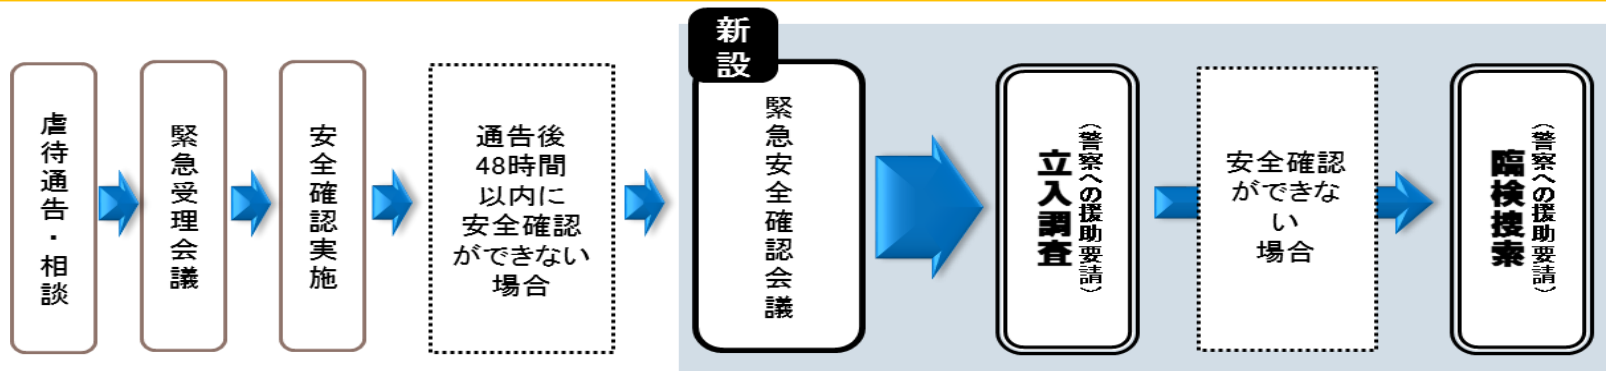 虐待通告・相談
緊急受理会議
安全確認実施
通告後
48時間
以内に
安全確認
ができない
場合
新
設
緊急安全確認会議
立入調査
（警察への援助要請）
安全確認
ができな
い
場合
臨検捜索
（警察への援助要請）